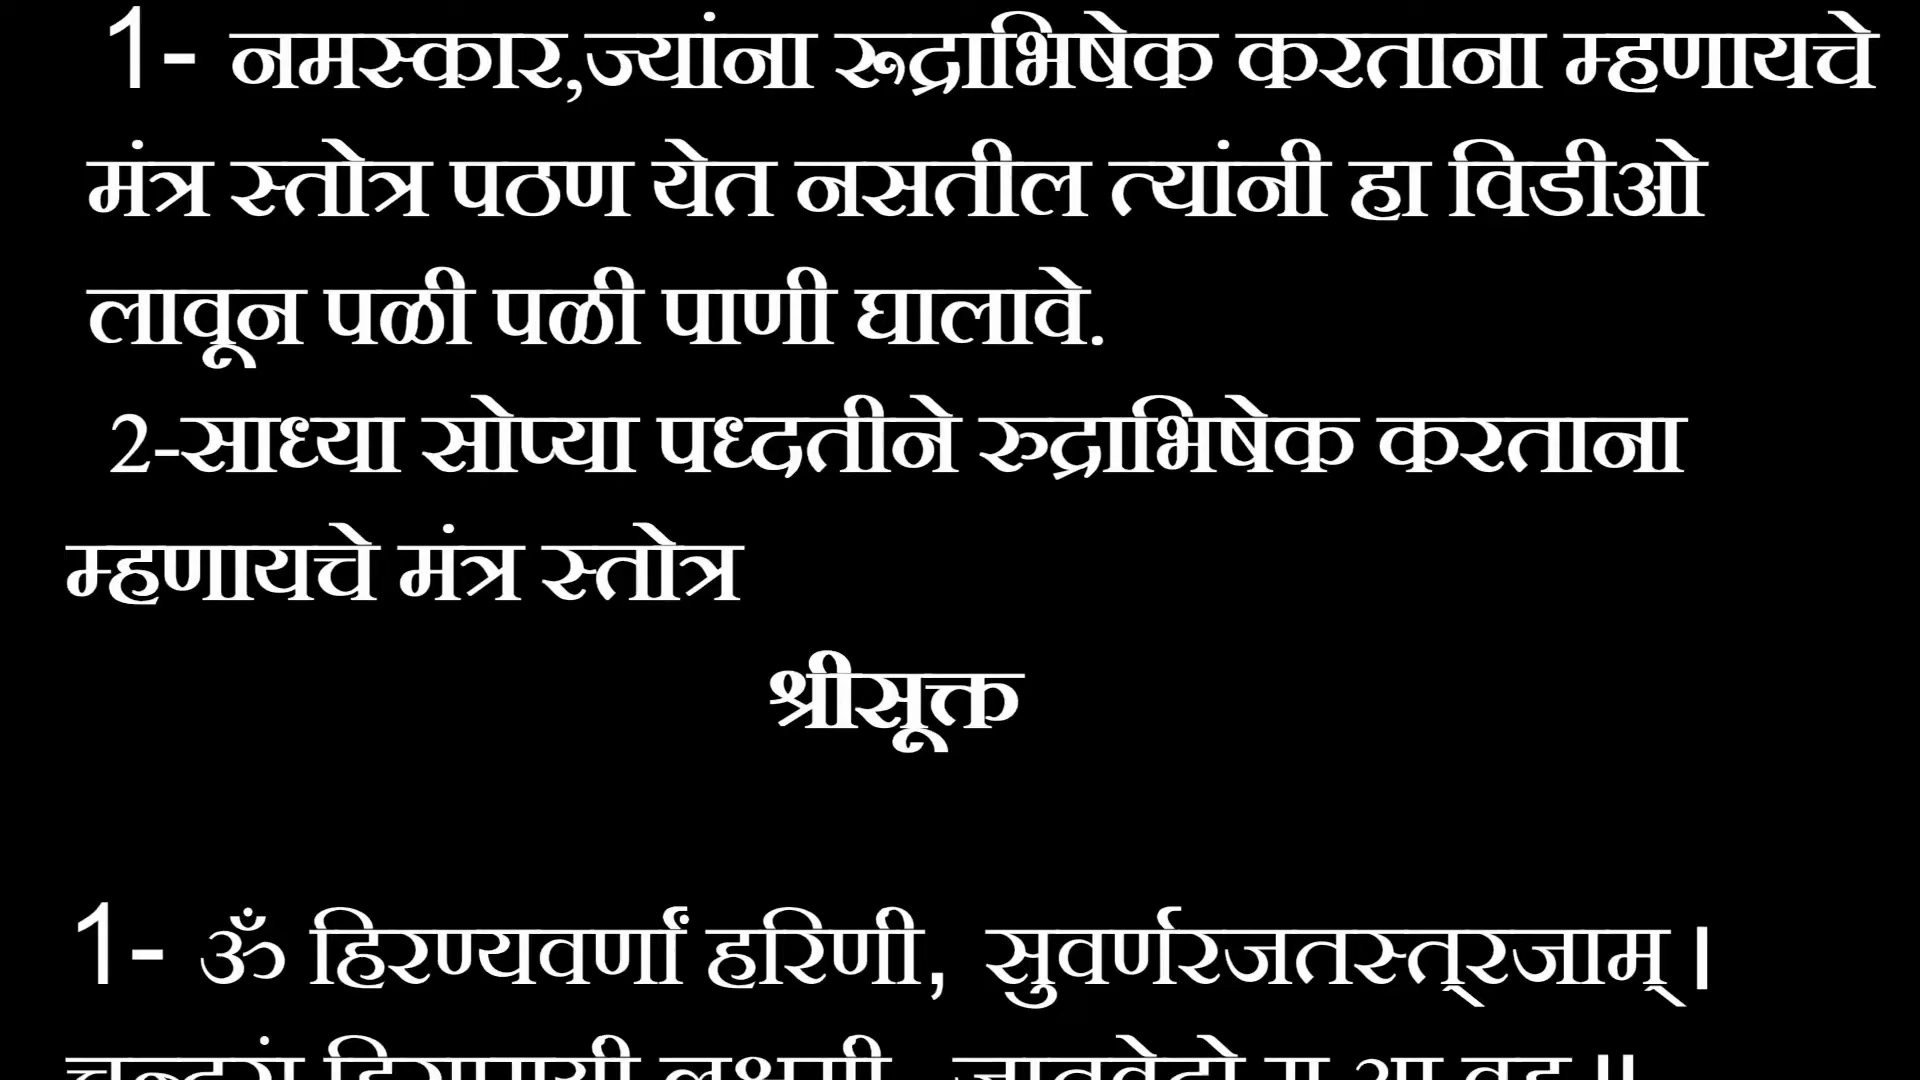 1- नमस्कार,ज्यांना रूद्राभिषेक करताना म्हणायचे
मंत्र स्तोत्र पठण येत नसतील त्यांनी हा विडीओ
लावून पळी पळी पाणी घालावे.
2-साध्या सोप्या पध्दतीने रुद्राभिषेक करताना
म्हणायचे मंत्र स्तोत्र
श्रीसूक्त
1- ॐ हिरण्यवर्णां हरिणी, सुवर्णरजतस्त्‌रजाम् ।